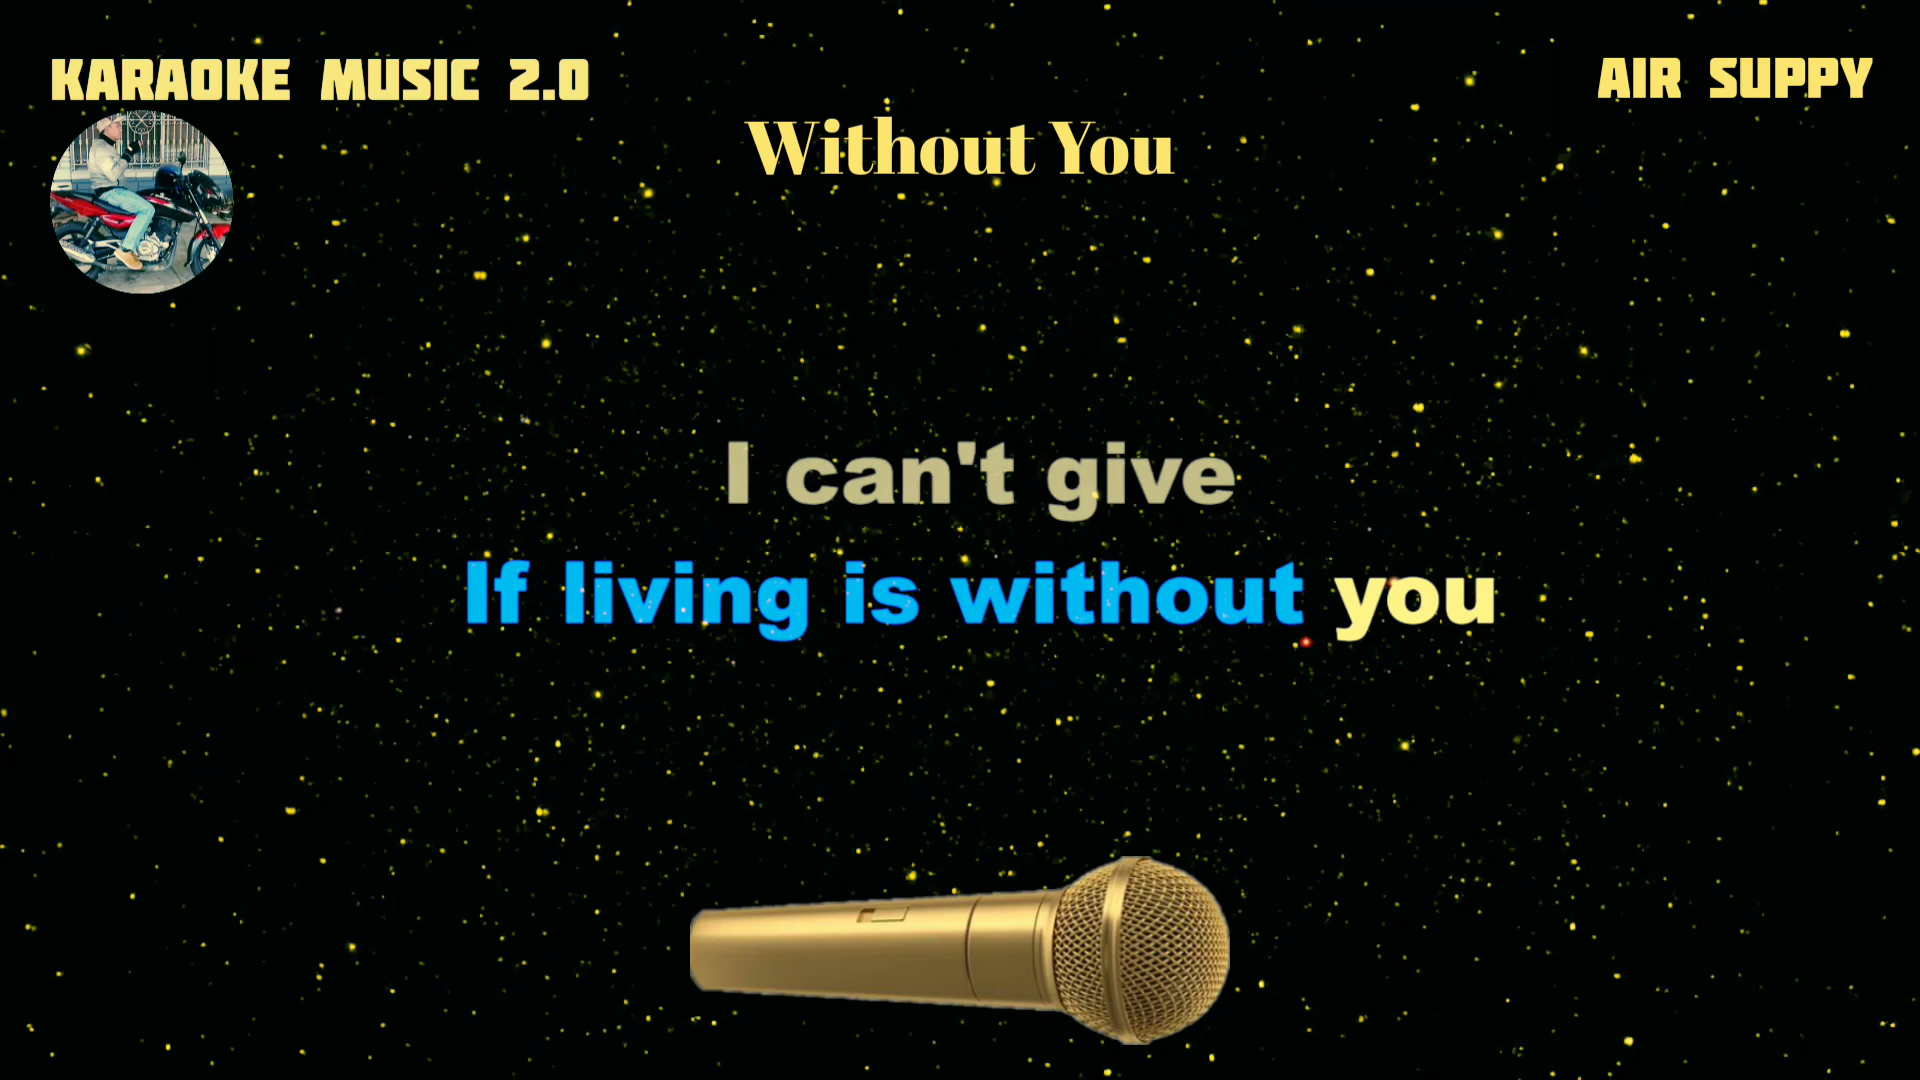 KARAOKE MUSIC 2.0
AIR SUPPY
Without You
I can't give
If living is without you